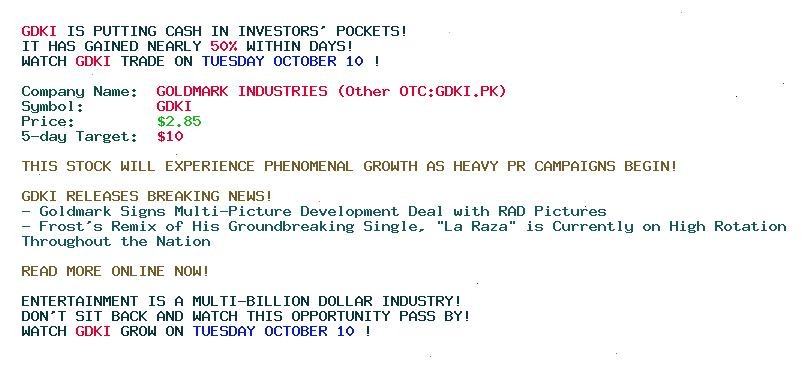 GDKI IS PUTTING CASH IN INVESTORS' POCKETS!
IT HAS GAINED NEARLY 50% WITHIN DAYS!
WATCH GDKI TRADE ON TUESDAY OCTOBER 10 !
Company Name: GOLDMARK INDUSTRIES (Other OTC:GDKI.PK)
Symbol: GDKI
Price: $2.85
5-day Target: $10
THIS STOCK WILL EXPERIENCE PHENOMENAL GROWTH AS HEAVY PR CAMPAIGNS BEGIN!
GDKI RELEASES BREAKING NEWS!
- Goldmark Signs Multi-Picture Development Deal with RAD Pictures
- Frost's Remix of His Groundbreaking Single, "La Raza" is Currently on High Rotation
Throughout the Nation
READ MORE ONLINE NOW!
ENTERTAINMENT IS A MULTI-BILLION DOLLAR INDUSTRY!
DON'T SIT BACK AND WATCH THIS OPPORTUNITY PASS BY!
WATCH GDKI GROW ON TUESDAY OCTOBER 10 !